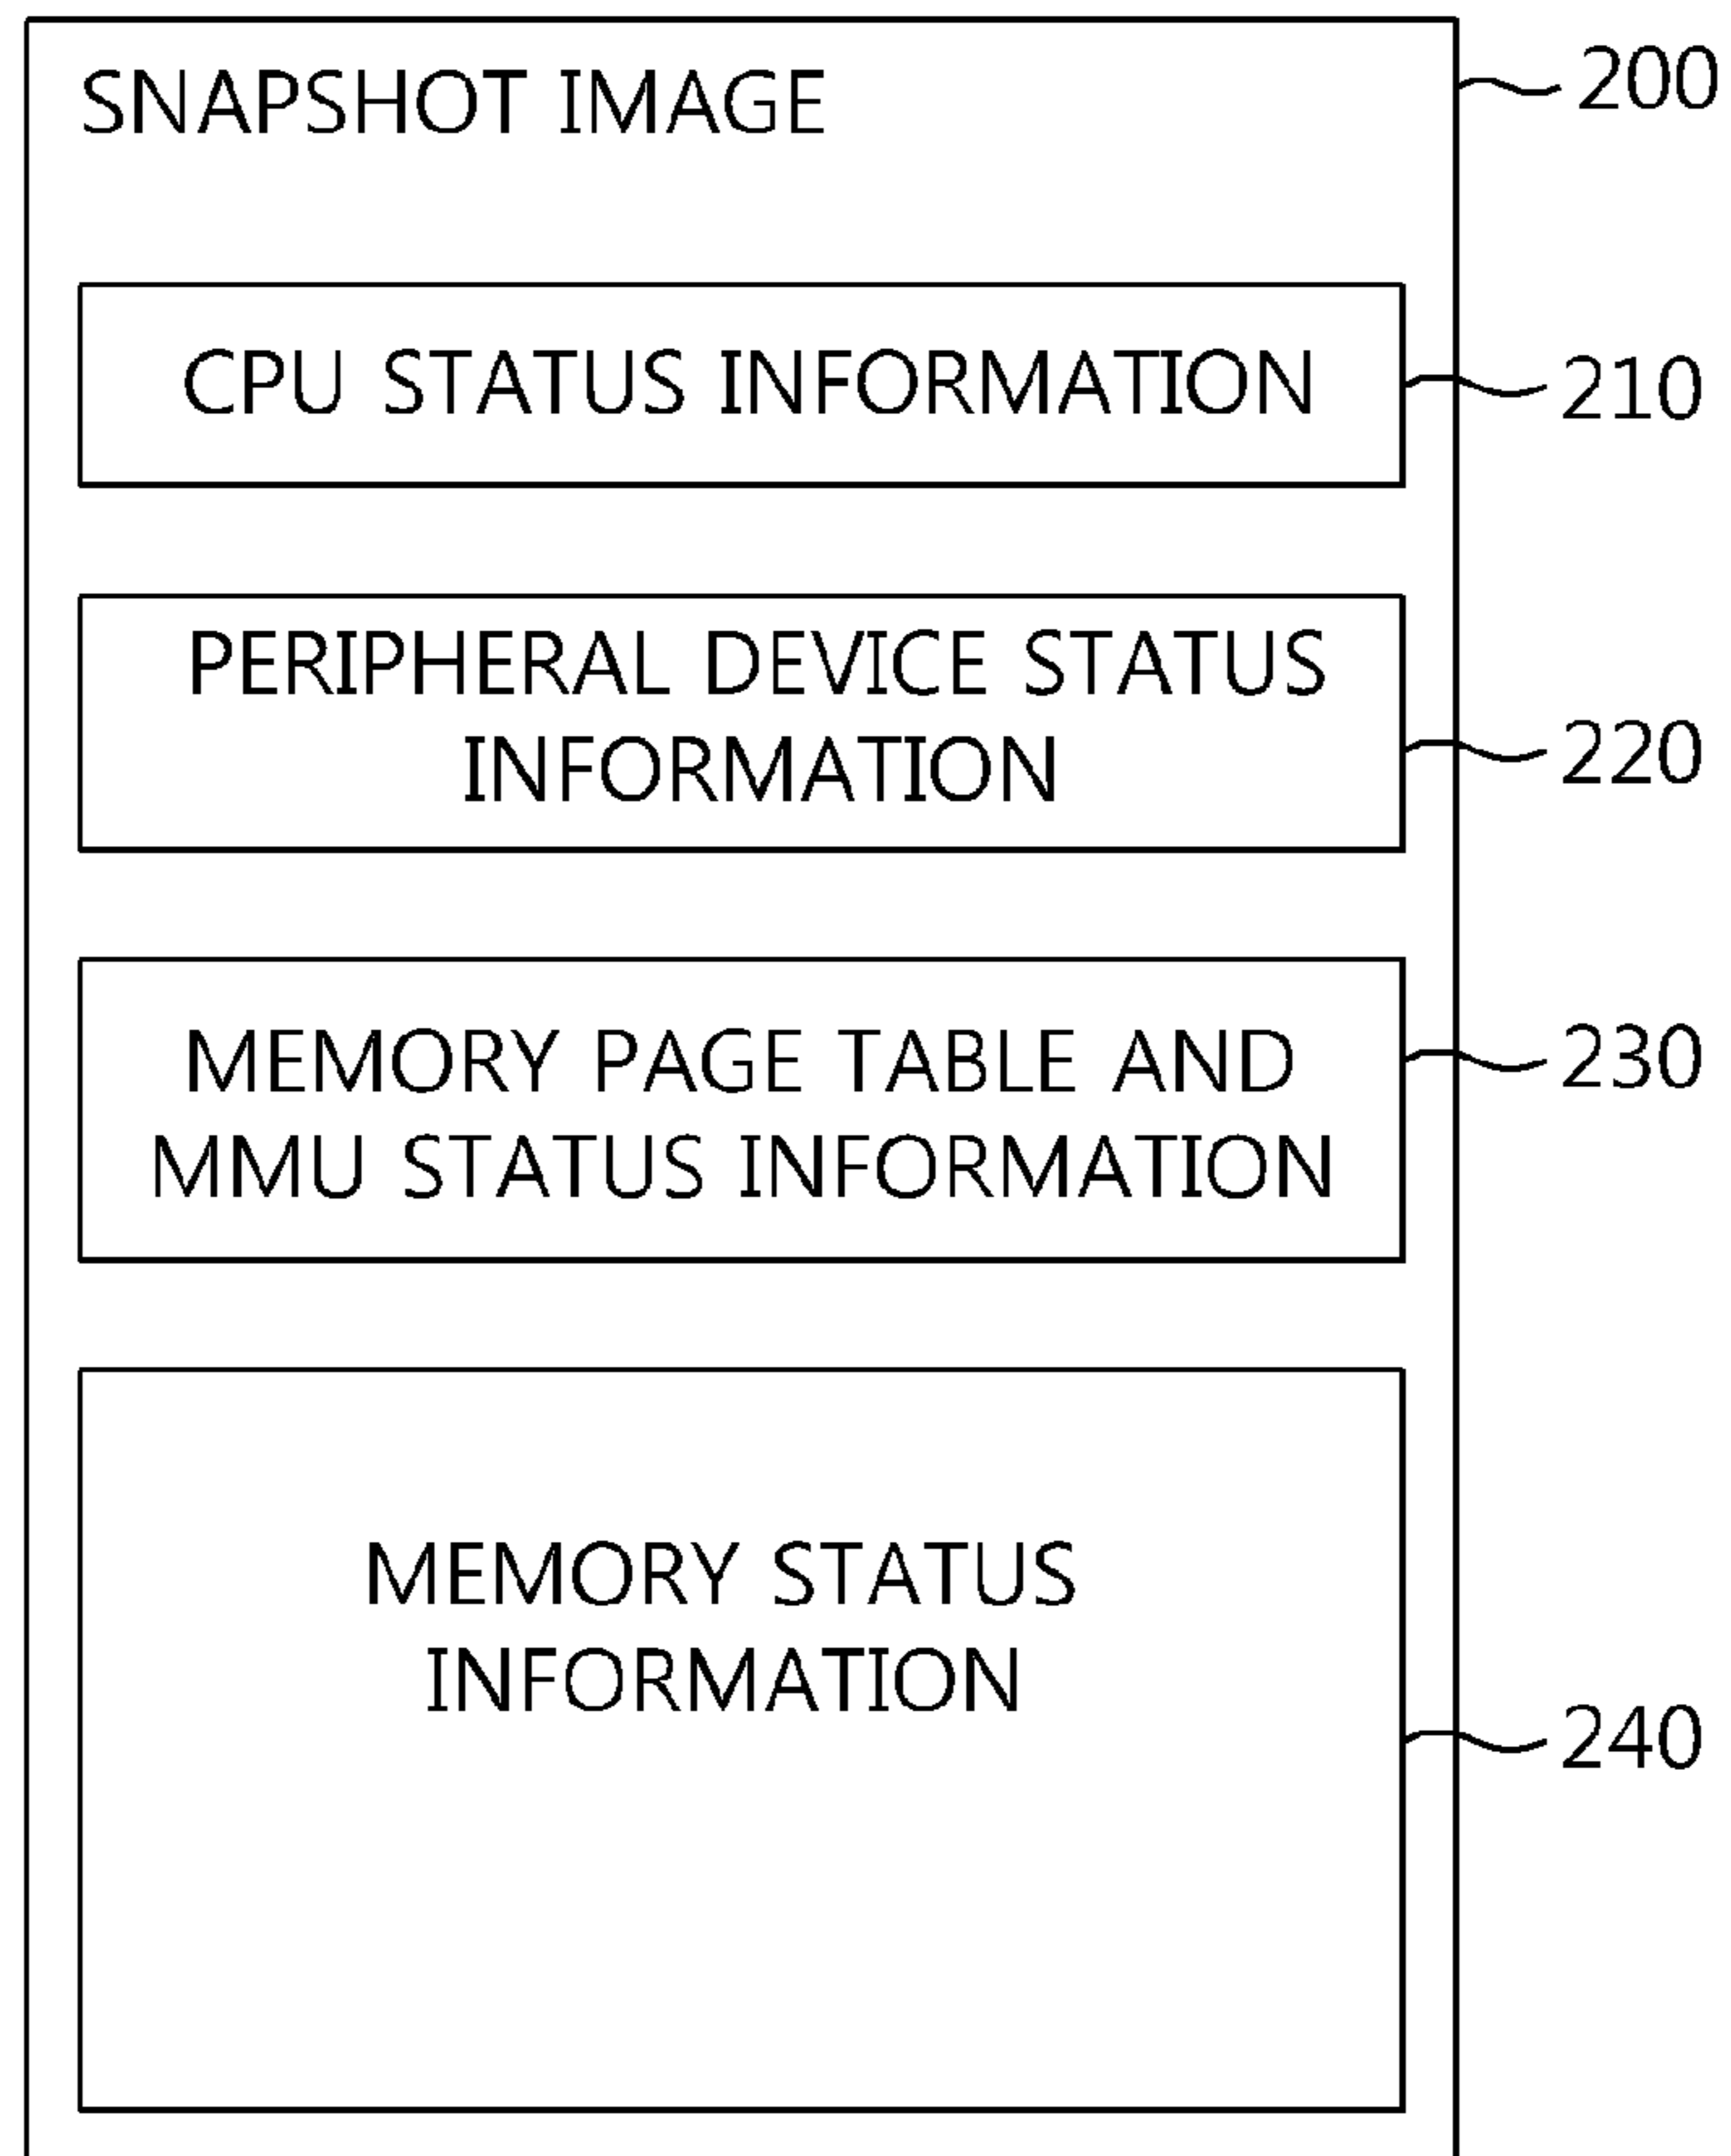 SNAPSHOT IMAGE
200
CPU STATUS INFORMATION
210
PERIPHERAL DEVICE STATUS
INFORMATION
220
MEMORY PAGE TABLE AND
MMU STATUS INFORMATION
230
MEMORY STATUS
INFORMATION
240